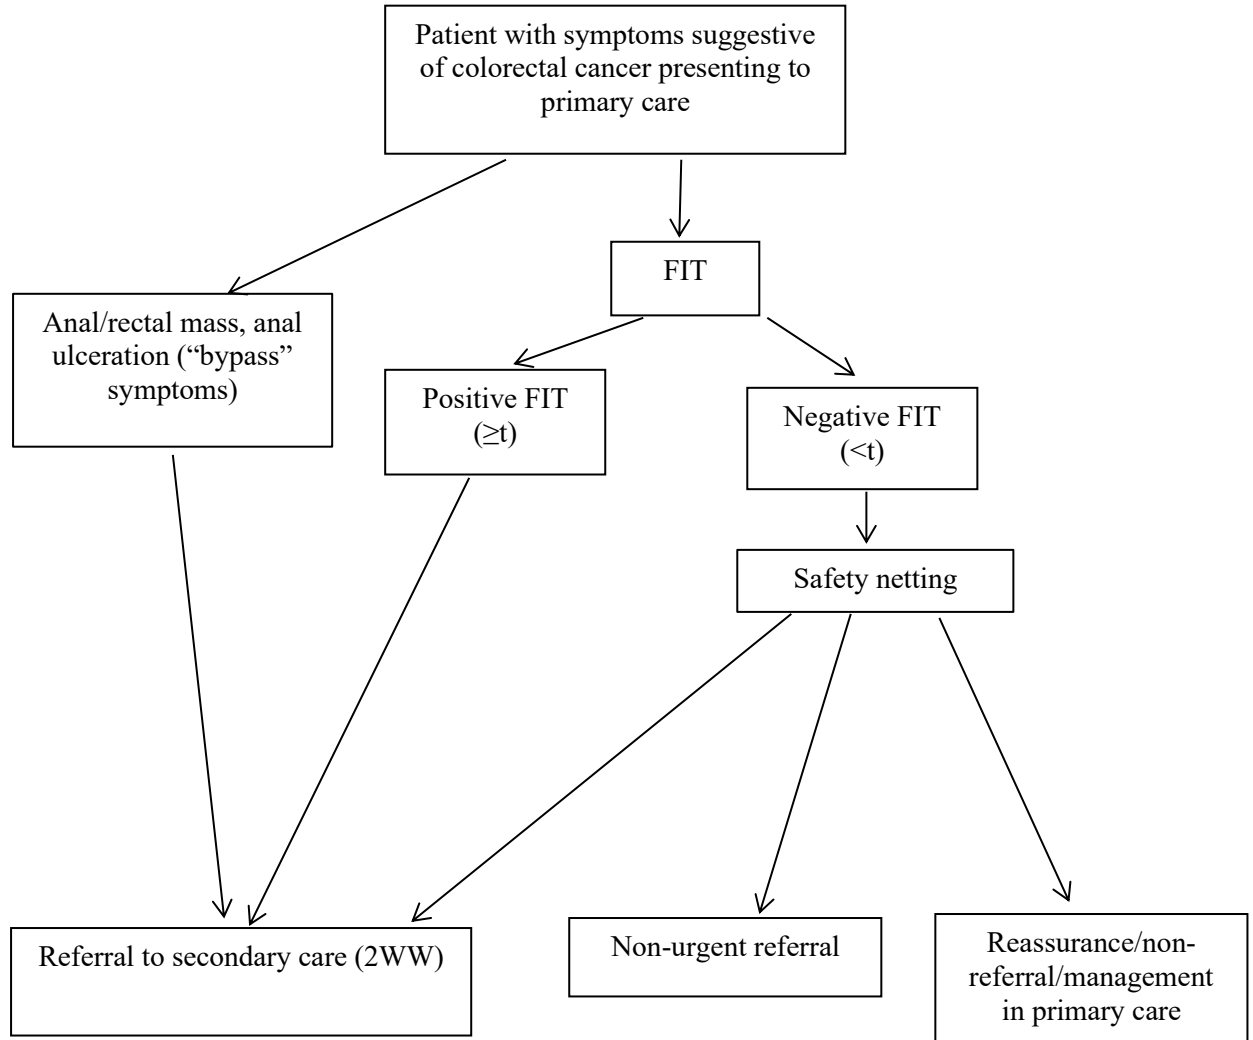 Patient with symptoms suggestive
of colorectal cancer presenting to
primary care
FIT
Anal/rectal mass, anal
ulceration (“bypass”
symptoms)
Positive FIT
(≥t)
Negative FIT
(<t)
Safety netting
Referral to secondary care (2WW)
Non-urgent referral
Reassurance/non-
referral/management
in primary care